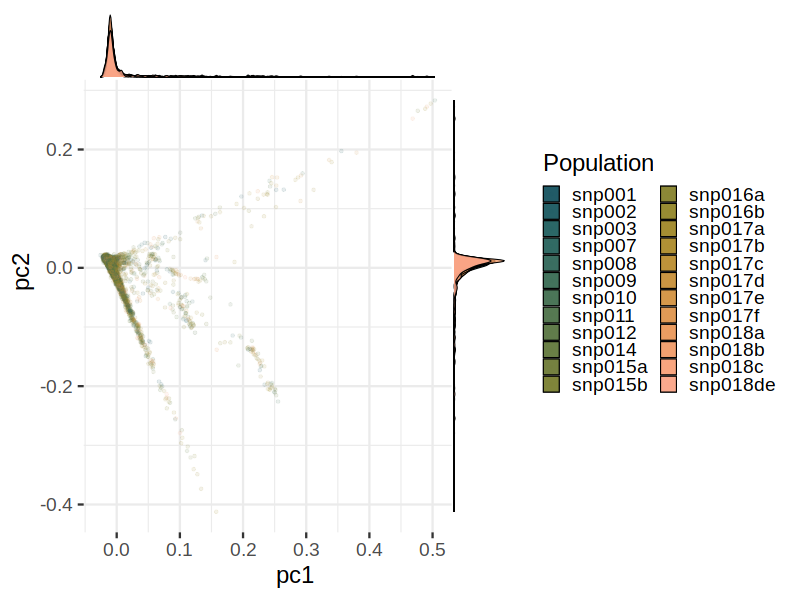 Population
snp001
snp002
snp003
snp007
snp008
snp009
snp010
snp011
snp012
snp014
snp015a
snp015b
snp016a
snp016b
snp017a
snp017b
snp017c
snp017d
snp017e
snp017f
snp018a
snp018b
snp018c
snp018de
pc2
0.2
0.0
-0.2
-0.4
0.0 0.1 0.2 0.3 0.4 0.5
pc1